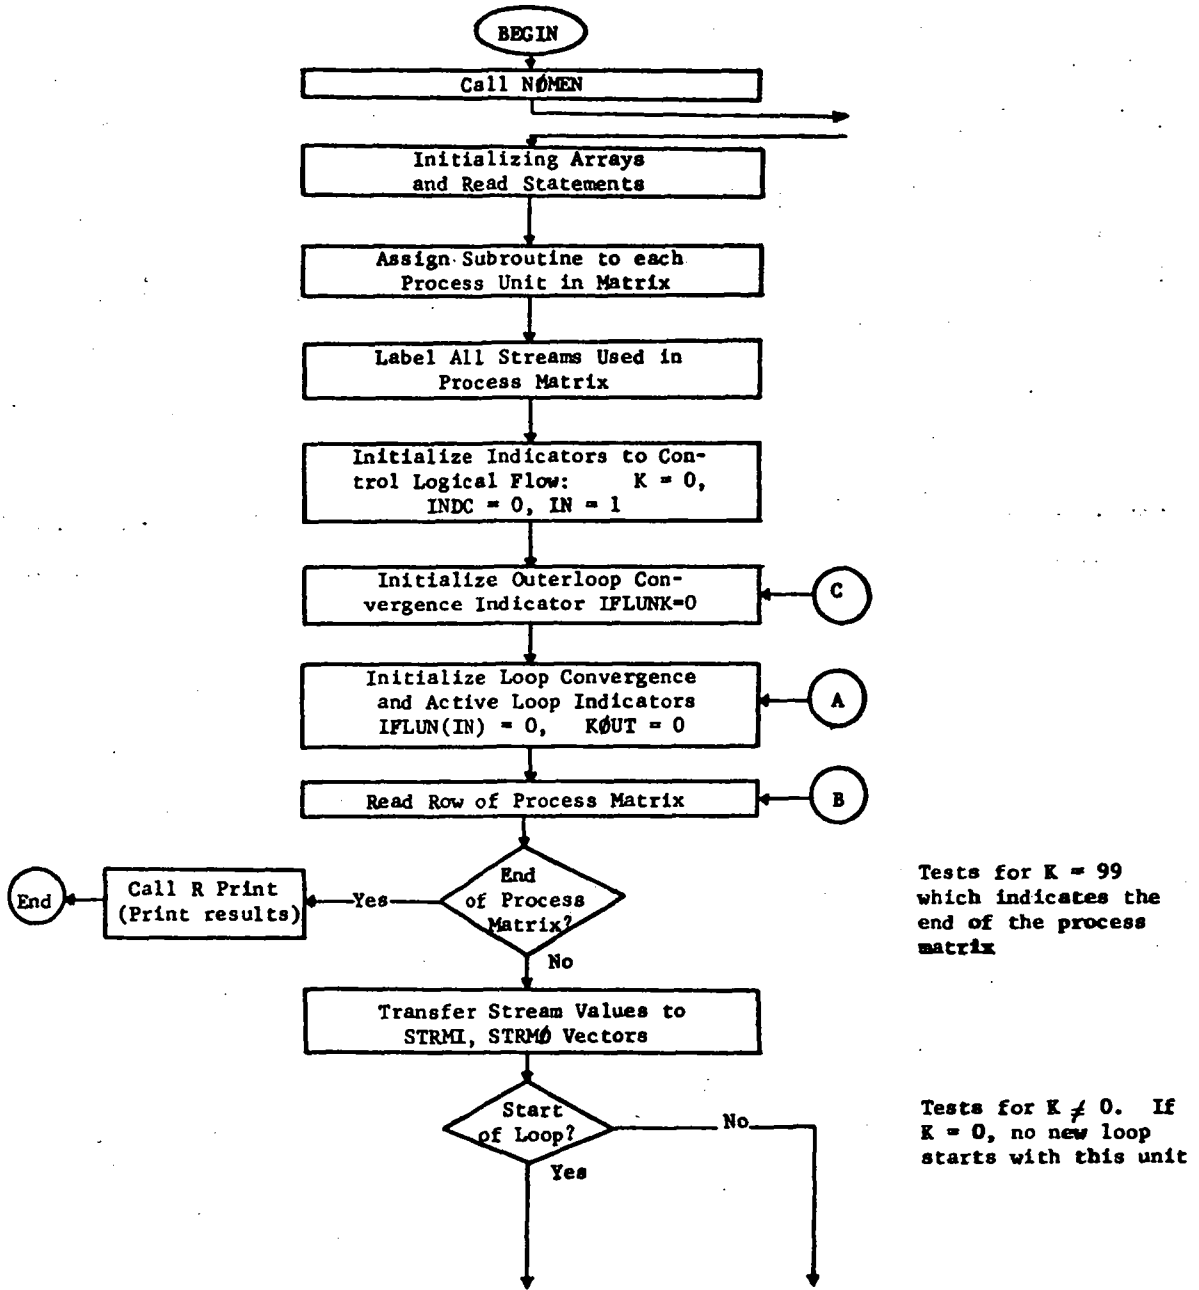 BEGIN
Call NØMEN
Initializing Arrays
and Read Statements
Assign Subroutine to each
Process Unit in Matrix
Label All Streams Used in
Process Matrix
Initialize Indicators to Con-
trol Logical Flow: K = 0,
INDC = 0, IN = 1
Initialize Outerloop Con-
vergence Indicator IFLUNK=0
C
Initialize Loop Convergence
and Active Loop Indicators
IFLUN(IN) = 0, KØUT = 0
A
Read Row of Process Matrix
B
End
Call R Print
(Print results)
Yes
End
of Process
Matrix?
No
Tests for K = 99
which indicates the
end of the process
matrix
Transfer Stream Values to
STRMI, STRMØ Vectors
Start
of Loop?
No
Yes
Tests for K ≠ 0. If
K = 0, no new loop
starts with this unit